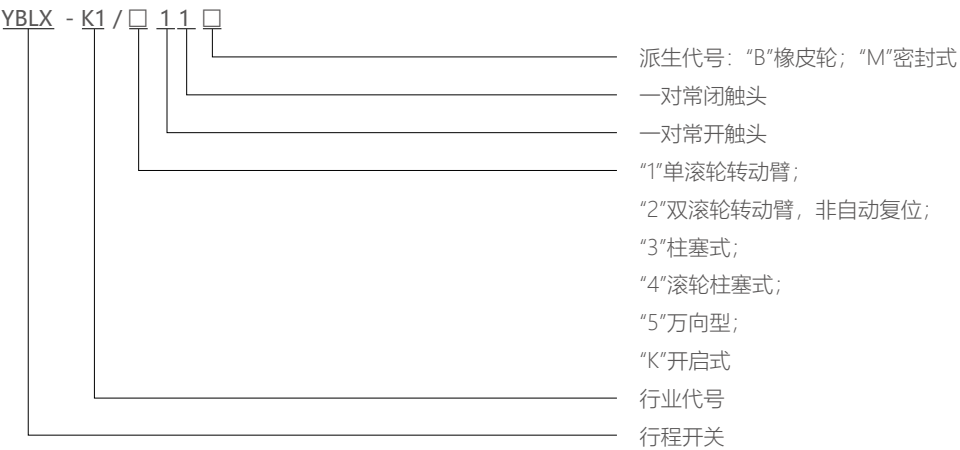 YBLX - K1 / □ 1 1 □
派生代号：“B”橡皮轮；“M”密封式
一对常闭触头
一对常开触头
“1”单滚轮转动臂；
“2”双滚轮转动臂，非自动复位；
“3”柱塞式；
“4”滚轮柱塞式；
“5”万向型；
“K”开启式
行业代号
行程开关